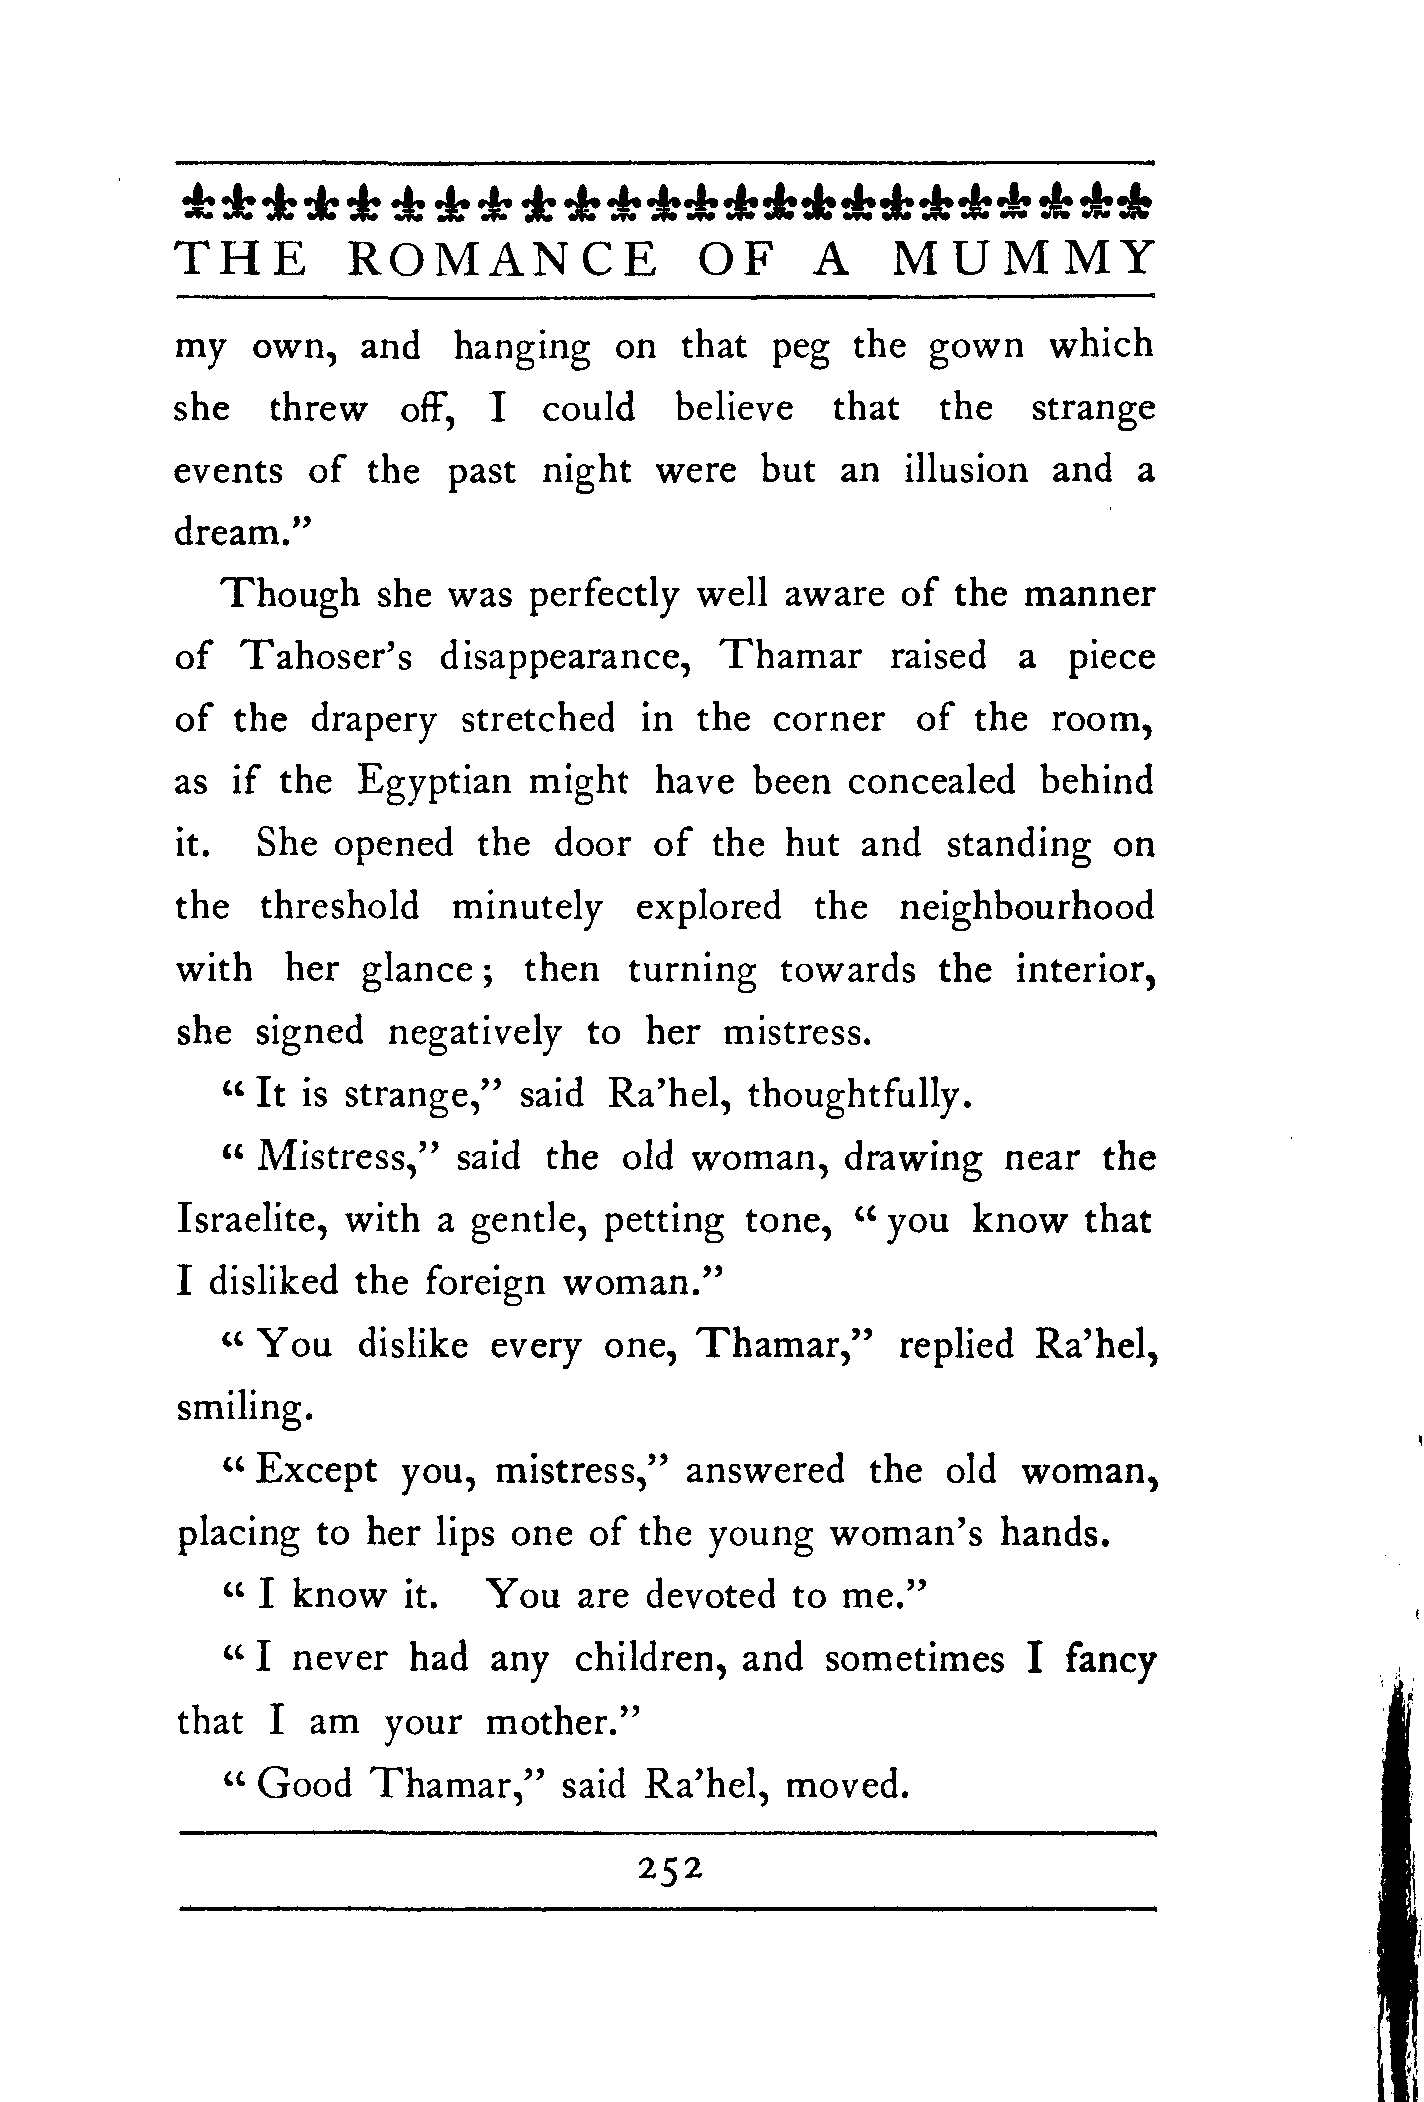 THE ROMANCE OF A MUMMY
my own, and hanging on that peg the gown which
she threw off, I could believe that the strange
events of the past night were but an illusion and a
dream.”
Though she was perfectly well aware of the manner
of Tahoser’s disappearance, Thamar raised a piece
of the drapery stretched in the corner of the room,
as if the Egyptian might have been concealed behind
it. She opened the door of the hut and standing on
the threshold minutely explored the neighbourhood
with her glance; then turning towards the interior,
she signed negatively to her mistress.
“It is strange,” said Ra’hel, thoughtfully.
“Mistress,” said the old woman, drawing near the
Israelite, with a gentle, petting tone, “you know that
I disliked the foreign woman.”
“You dislike every one, Thamar,” replied Ra’hel,
smiling.
“Except you, mistress,” answered the old woman,
placing to her lips one of the young woman’s hands.
“I know it. You are devoted to me.”
“I never had any children, and sometimes I fancy
that I am your mother.”
“Good Thamar,” said Ra’hel, moved.
252